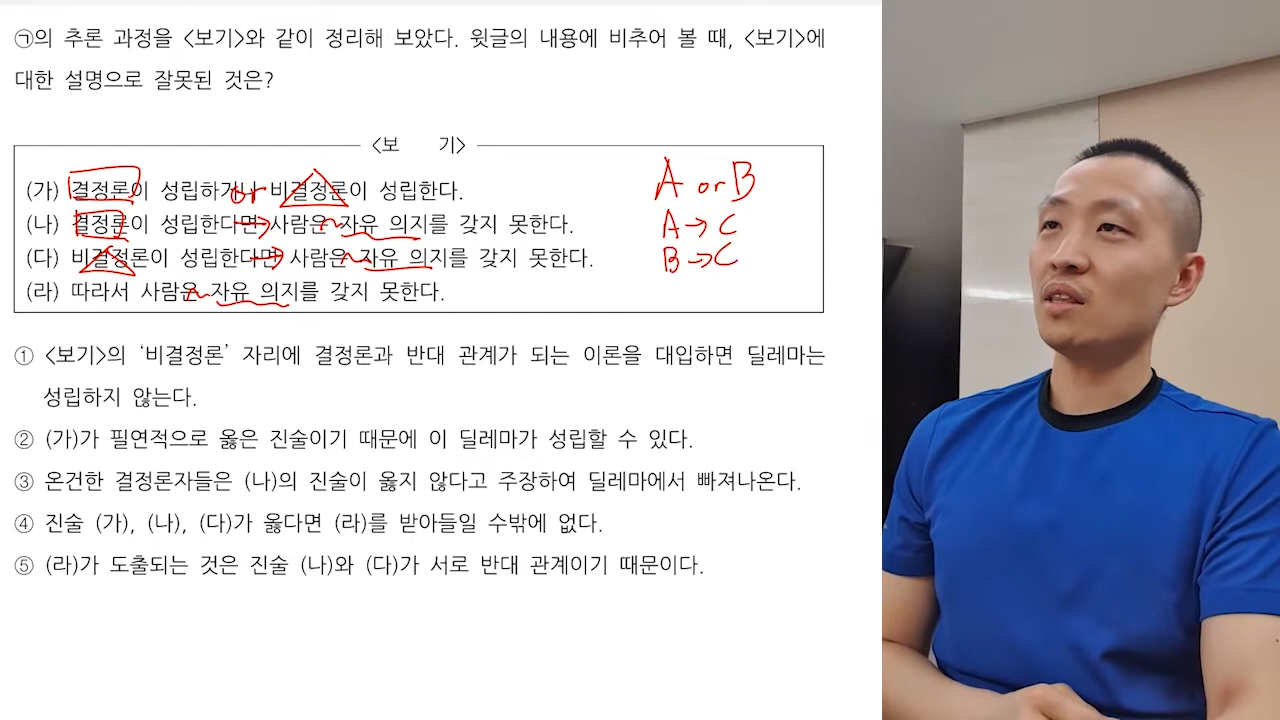 ㉠의 추론 과정을 <보기>와 같이 정리해 보았다. 윗글의 내용에 비추어 볼 때, <보기>에
대한 설명으로 잘못된 것은?
<보 기>
(가) 결정론이 성립하거나 비결정론이 성립한다.
or
A or B
(나) 결정론이 성립한다면 사람은 자유 의지를 갖지 못한다.
→ ~
A → C
(다) 비결정론이 성립한다면 사람은 자유 의지를 갖지 못한다.
→ ~
B → C
(라) 따라서 사람은 자유 의지를 갖지 못한다.
~
① <보기>의 ‘비결정론’ 자리에 결정론과 반대 관계가 되는 이론을 대입하면 딜레마는
성립하지 않는다.
② (가)가 필연적으로 옳은 진술이기 때문에 이 딜레마가 성립할 수 있다.
③ 온건한 결정론자들은 (나)의 진술이 옳지 않다고 주장하여 딜레마에서 빠져나온다.
④ 진술 (가), (나), (다)가 옳다면 (라)를 받아들일 수밖에 없다.
⑤ (라)가 도출되는 것은 진술 (나)와 (다)가 서로 반대 관계이기 때문이다.